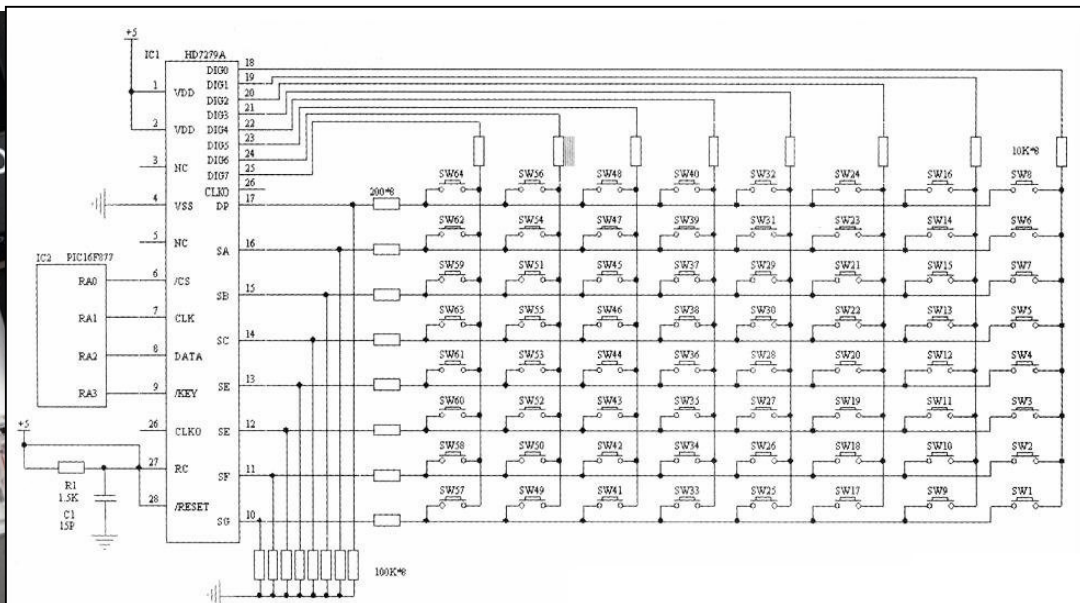 +5
IC1 HD7279A
1 VDD
2 VDD
3 NC
4 VSS
5 NC
6 /CS
7 CLK
8 DATA
9 /KEY
26 CLKO
27 RC
28 /RESET
DIG0 18
DIG1 19
DIG2 20
DIG3 21
DIG4 22
DIG5 23
DIG6 24
DIG7 25
CLKO 26
DP 17
SA 16
SB 15
SC 14
SE 13
SE 12
SF 11
SG 10
IC2 PIC16F877
RA0
RA1
RA2
RA3
+5
R1
1.5K
C1
15P
200*8
10K*8
100K*8
SW64 SW56 SW48 SW40 SW32 SW24 SW16 SW8
SW62 SW54 SW47 SW39 SW31 SW23 SW14 SW6
SW59 SW51 SW45 SW37 SW29 SW21 SW15 SW7
SW63 SW55 SW46 SW38 SW30 SW22 SW13 SW5
SW61 SW53 SW44 SW36 SW28 SW20 SW12 SW4
SW60 SW52 SW43 SW35 SW27 SW19 SW11 SW3
SW58 SW50 SW42 SW34 SW26 SW18 SW10 SW2
SW57 SW49 SW41 SW33 SW25 SW17 SW9 SW1